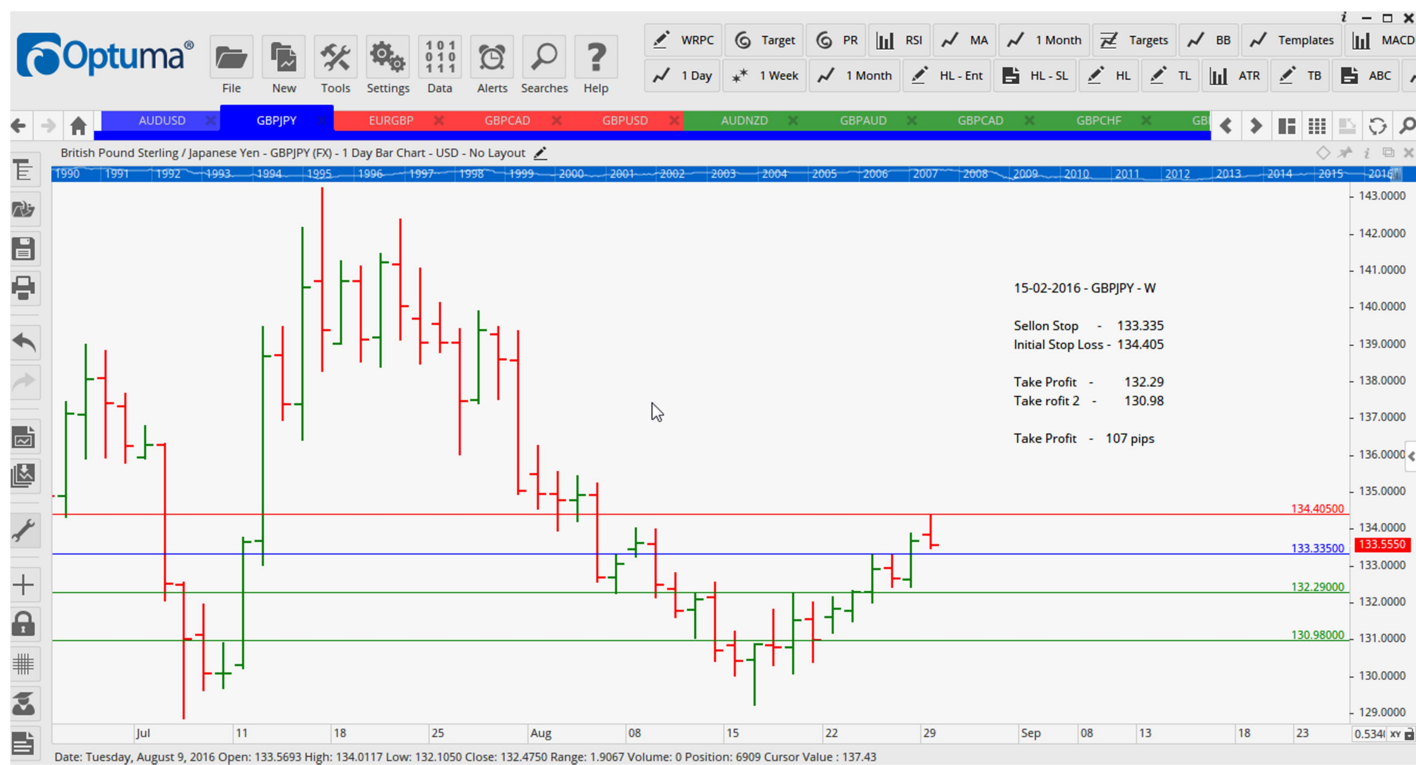 i
Optuma®
File New Tools Settings Data Alerts Searches Help
101
010
111
WRPC Target PR RSI MA 1 Month Targets BB Templates MACD
1 Day 1 Week 1 Month HL - Ent HL - SL HL TL ATR TB ABC
AUDUSD GBPJPY EURGBP GBPCAD GBPUSD AUDNZD GBPAUD GBPCAD GBPCHF
British Pound Sterling / Japanese Yen - GBPJPY (FX) - 1 Day Bar Chart - USD - No Layout
1990 1991 1992 1993 1994 1995 1996 1997 1998 1999 2000 2001 2002 2003 2004 2005 2006 2007 2008 2009 2010 2011 2012 2013 2014 2015 2016
143.0000
142.0000
141.0000
140.0000
139.0000
138.0000
137.0000
136.0000
135.0000
134.0000
133.5550
133.0000
132.0000
131.0000
130.0000
129.0000
15-02-2016 - GBPJPY - W
Sellon Stop - 133.335
Initial Stop Loss - 134.405
Take Profit - 132.29
Take rofit 2 - 130.98
Take Profit - 107 pips
134.40500
133.33500
132.29000
130.98000
Jul 11 18 25 Aug 08 15 22 29 Sep 08 13 18 23
XY
Date: Tuesday, August 9, 2016 Open: 133.5693 High: 134.0117 Low: 132.1050 Close: 132.4750 Range: 1.9067 Volume: 0 Position: 6909 Cursor Value : 137.43